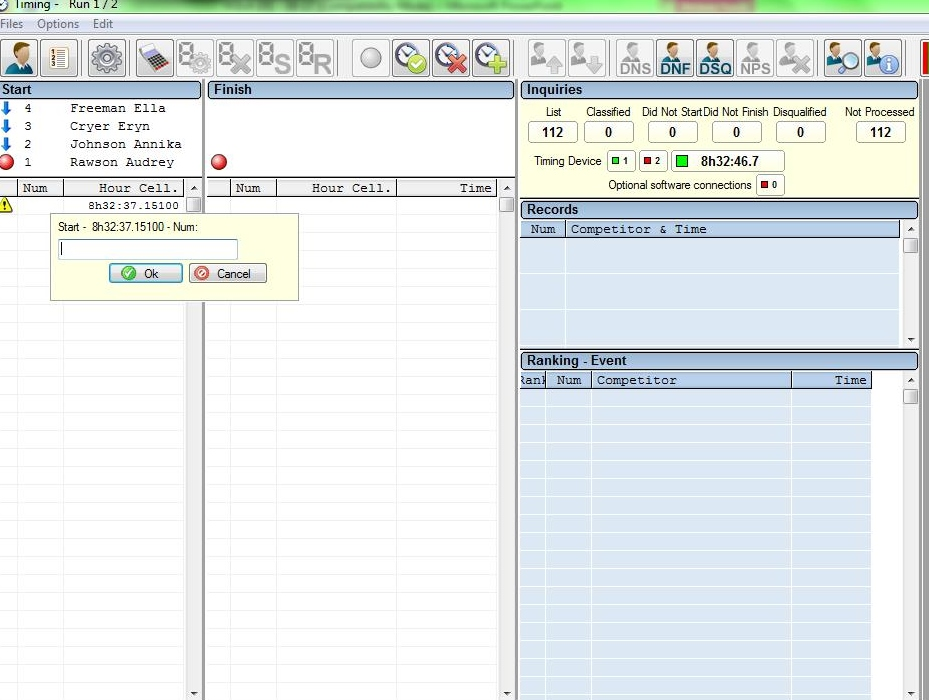 Timing - Run 1 / 2
Files Options Edit
DNS DNF DSQ NPS
Start
4 Freeman Ella
3 Cryer Eryn
2 Johnson Annika
1 Rawson Audrey
Num Hour Cell.
8h32:37.15100
Start - 8h32:37.15100 - Num:
Ok Cancel
Finish
Num Hour Cell. Time
Inquiries
List Classified Did Not Start Did Not Finish Disqualified Not Processed
112 0 0 0 0 112
Timing Device 1 2 8h32:46.7
Optional software connections 0
Records
Num Competitor & Time
Ranking - Event
Rank Num Competitor Time